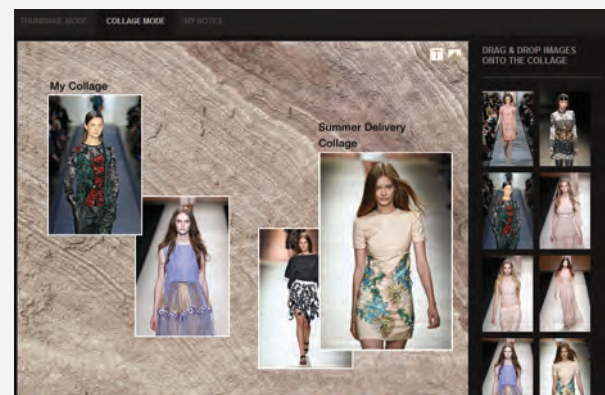 THUMBNAIL MODE COLLAGE MODE MY NOTES
T
DRAG & DROP IMAGES
ONTO THE COLLAGE
My Collage
Summer Delivery
Collage